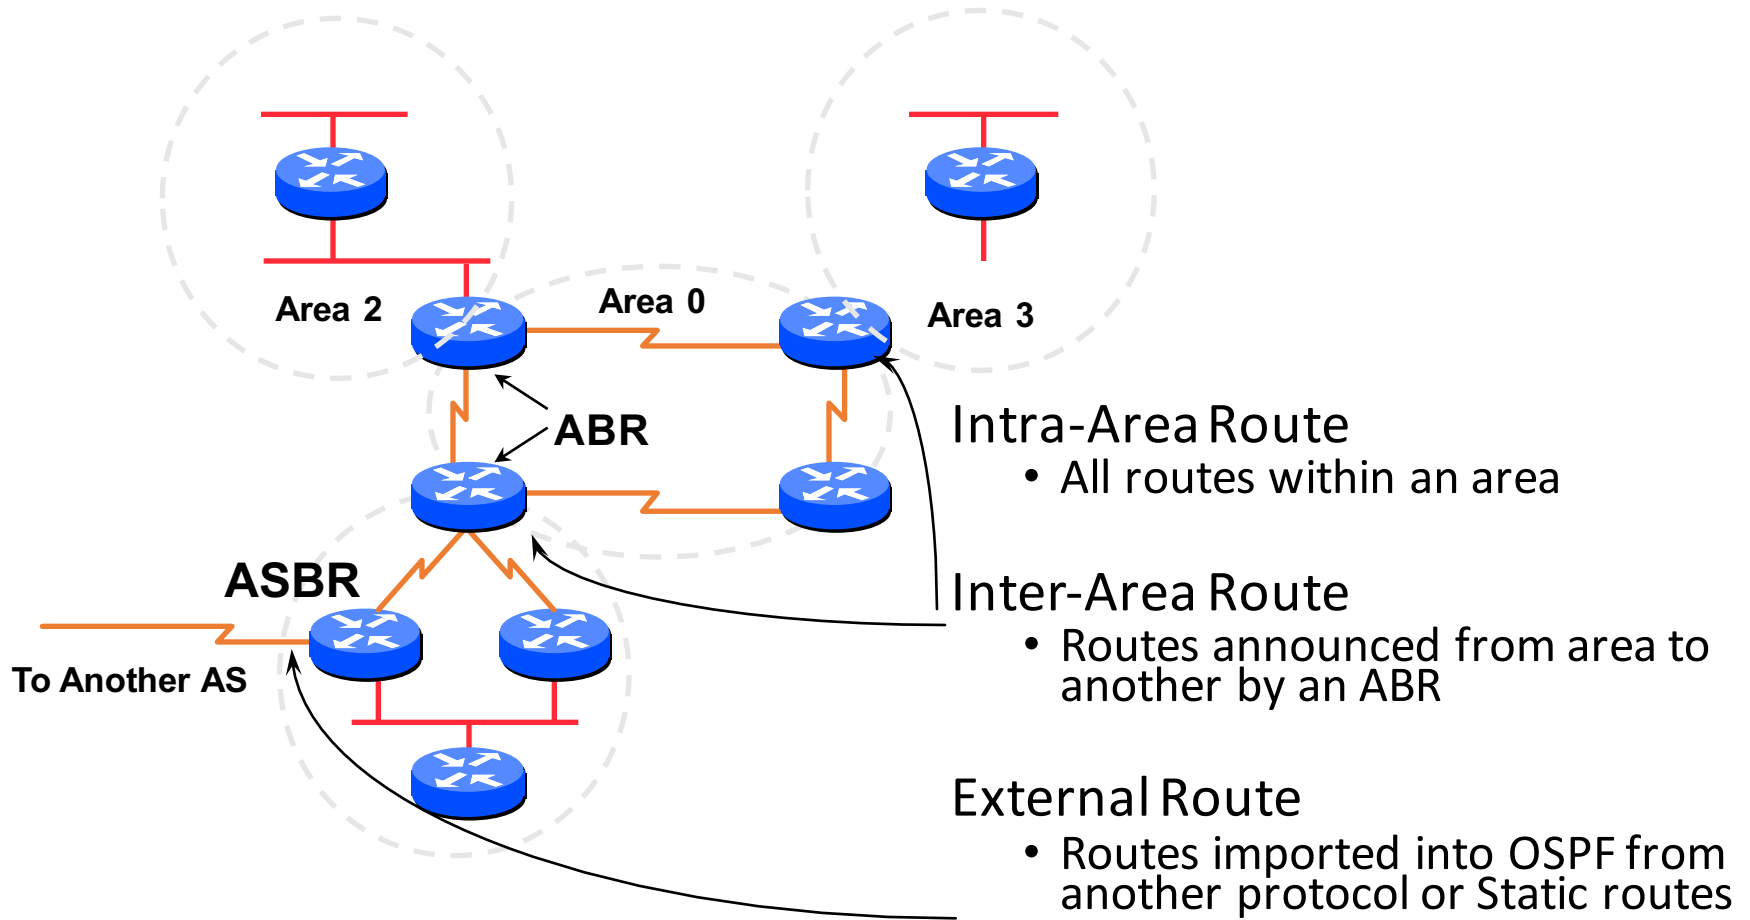 Area 2
Area 0
Area 3
ABR
ASBR
To Another AS
Intra-Area Route
• All routes within an area
Inter-Area Route
• Routes announced from area to
another by an ABR
External Route
• Routes imported into OSPF from
another protocol or Static routes